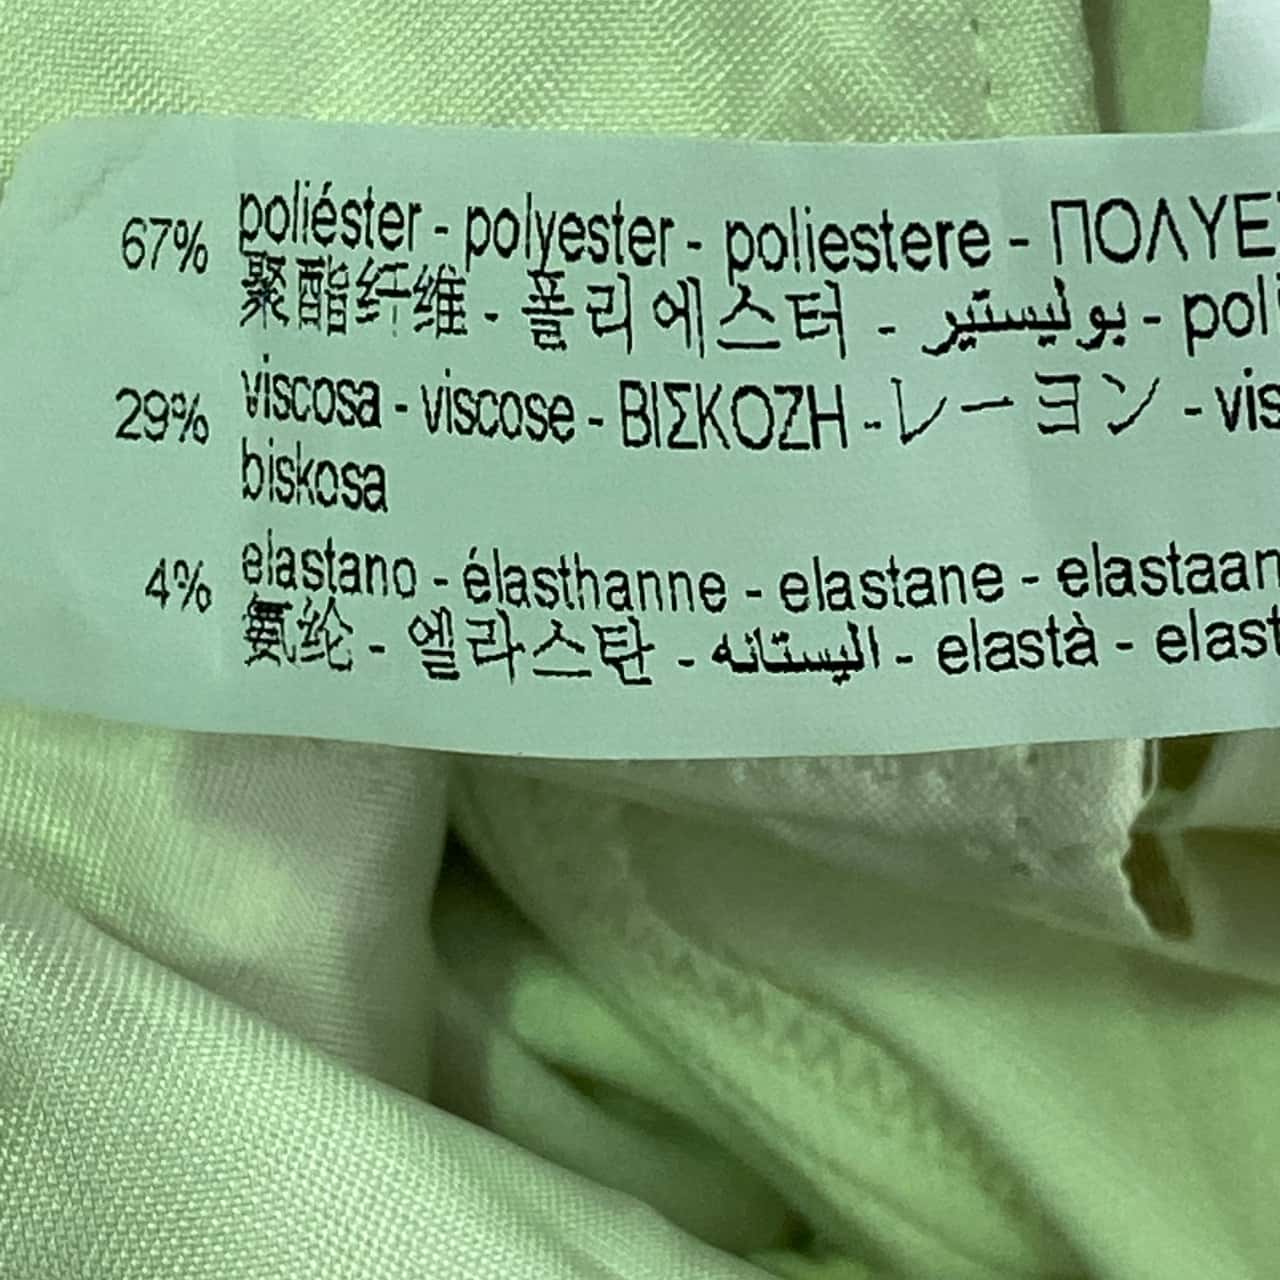 67% poliéster - polyester - poliestere - ΠΟΛΥΕΣ
聚酯纤维 - 폴리에스터 - بوليستير - poli
29% viscosa - viscose - ΒΙΣΚΟΖΗ - レーヨン - vis
biskosa
4% elastano - élasthanne - elastane - elastaan
氨纶 - 엘라스탄 - اليستانه - elastà - elast